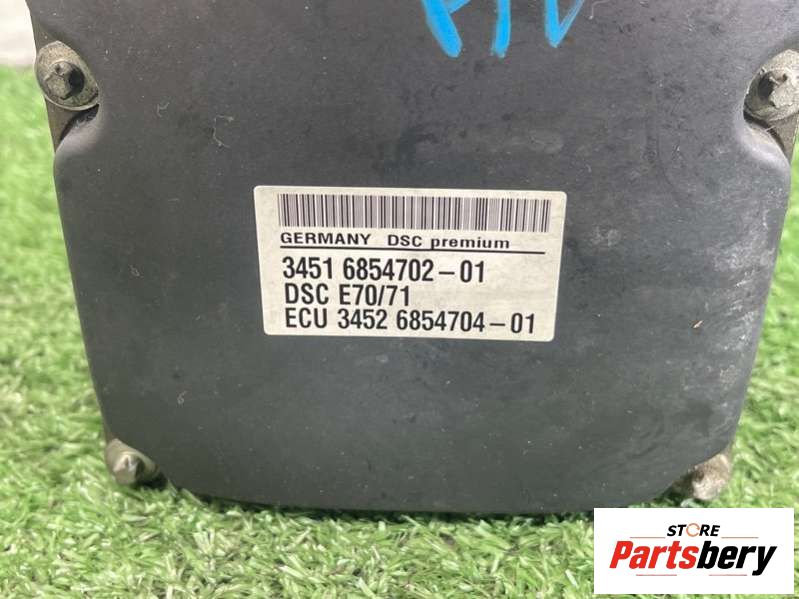 GERMANY DSC premium
3451 6854702-01
DSC E70/71
ECU 3452 6854704-01
STORE
Partsbery